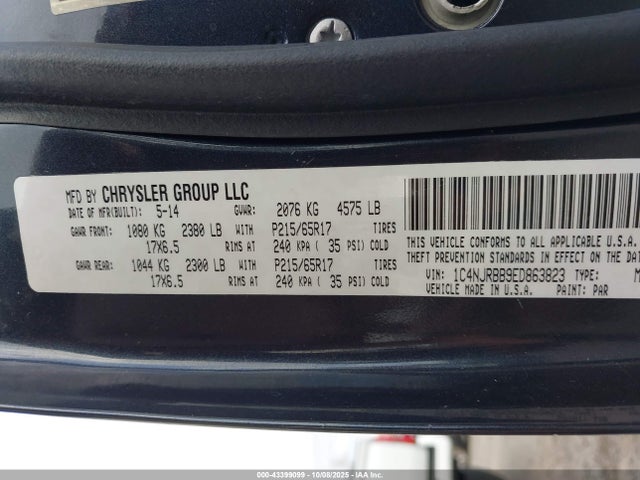 MFD BY CHRYSLER GROUP LLC
DATE OF MFR(BUILT): 5-14 GVWR: 2076 KG 4575 LB
GAWR FRONT: 1080 KG 2380 LB WITH P215/65R17 TIRES
17X6.5 RIMS AT 240 KPA ( 35 PSI) COLD
GAWR REAR: 1044 KG 2300 LB WITH P215/65R17 TIRES
17X6.5 RIMS AT 240 KPA ( 35 PSI) COLD
THIS VEHICLE CONFORMS TO ALL APPLICABLE U.S.A.
THEFT PREVENTION STANDARDS IN EFFECT ON THE DAT
VIN: 1C4NJRBB9ED863823 TYPE: M
VEHICLE MADE IN U.S.A. PAINT: PAR
000-43399099 | 10/08/2025 - IAA Inc.